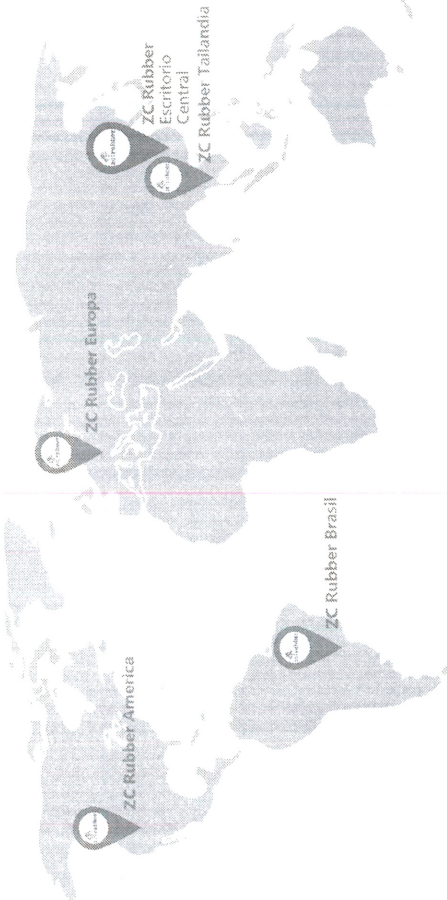 ZC Rubber America
ZC Rubber Brasil
ZC Rubber Europa
ZC Rubber
Escritorio
Central
ZC Rubber Tailandia